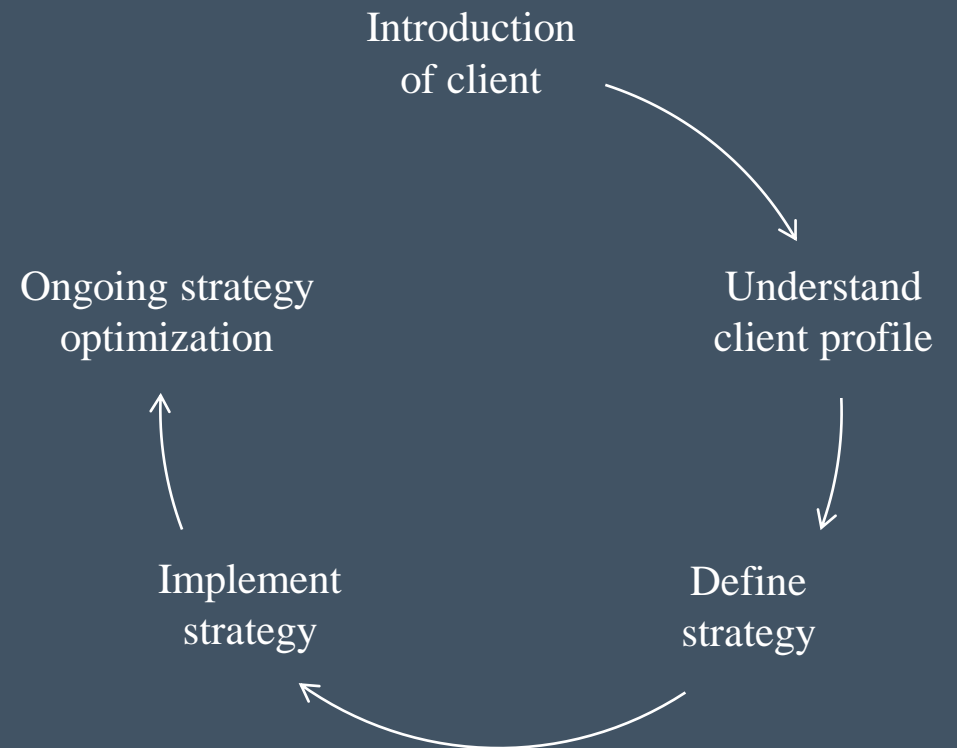 Introduction
of client
Understand
client profile
Define
strategy
Implement
strategy
Ongoing strategy
optimization